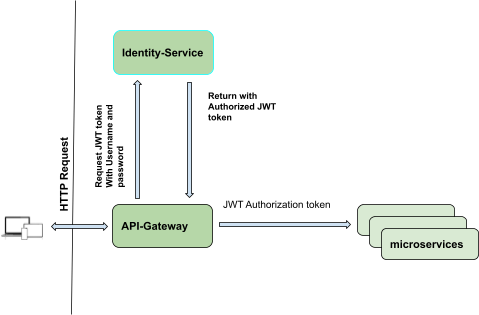 Identity-Service
Return with
Authorized JWT
token
Request JWT token
With Username and
password
HTTP Request
JWT Authorization token
API-Gateway
microservices